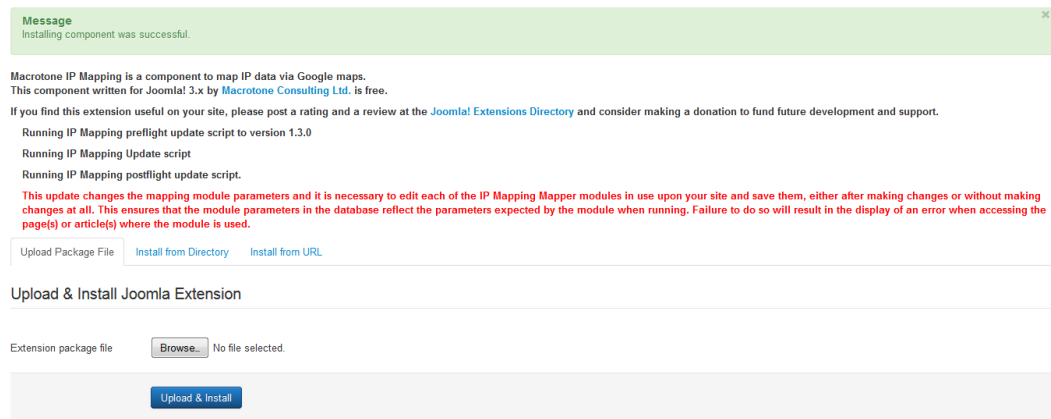 Message
Installing component was successful.
×
Macrotone IP Mapping is a component to map IP data via Google maps.
This component written for Joomla! 3.x by Macrotone Consulting Ltd. is free.
If you find this extension useful on your site, please post a rating and a review at the Joomla! Extensions Directory and consider making a donation to fund future development and support.
Running IP Mapping preflight update script to version 1.3.0
Running IP Mapping Update script
Running IP Mapping postflight update script.
This update changes the mapping module parameters and it is necessary to edit each of the IP Mapping Mapper modules in use upon your site and save them, either after making changes or without making
changes at all. This ensures that the module parameters in the database reflect the parameters expected by the module when running. Failure to do so will result in the display of an error when accessing the
page(s) or article(s) where the module is used.
Upload Package File Install from Directory Install from URL
Upload & Install Joomla Extension
Extension package file Browse... No file selected.
Upload & Install